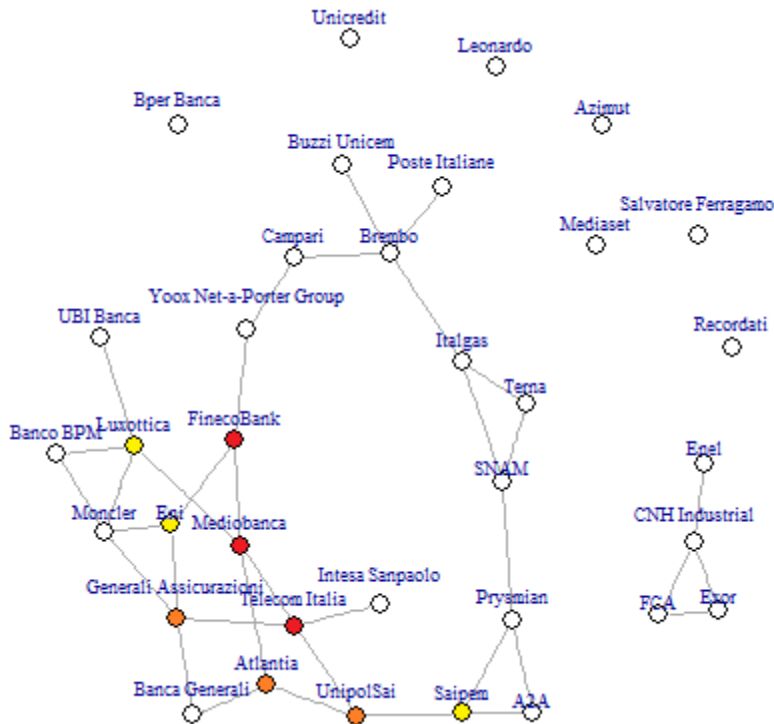 Unicredit
Leonardo
Bper Banca
Azimut
Buzzi Unicem
Poste Italiane
Salvatore Ferragamo
Campari
Brembo
Mediaset
Yoox Net-a-Porter Group
UBI Banca
Italgas
Recordati
Terna
Luxottica
FinecoBank
Banco BPM
Enel
SNAM
Moncler
Eni
Mediobanca
CNH Industrial
Generali Assicurazioni
Intesa Sanpaolo
Telecom Italia
Prysmian
FCA
Exor
Atlantia
Banca Generali
UnipolSai
Saipem
A2A